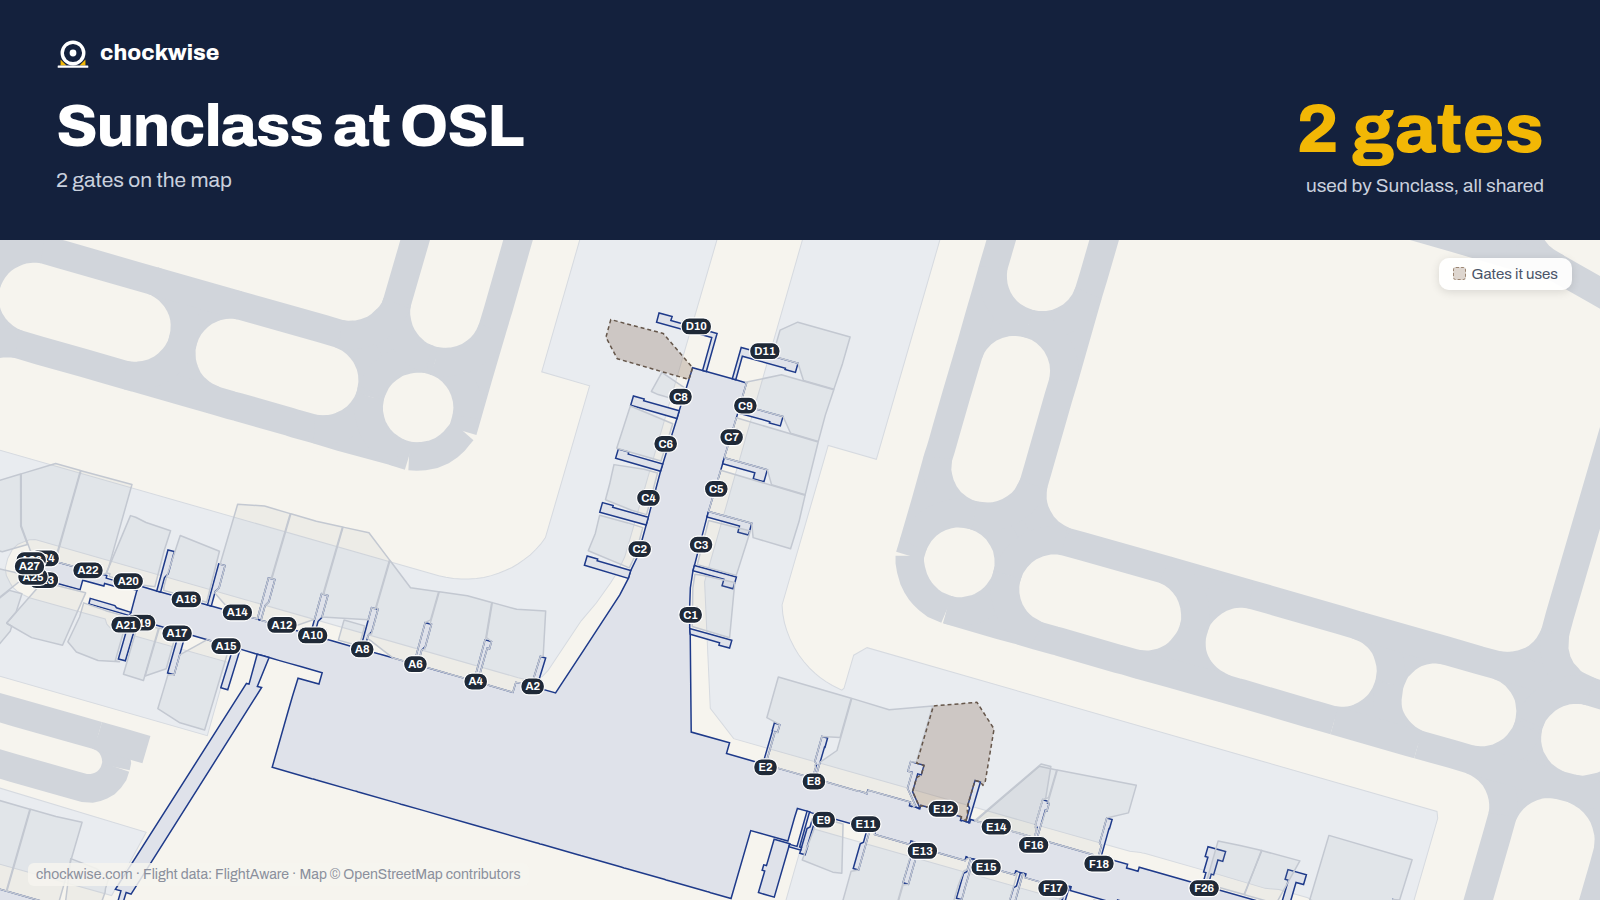 chockwise
Sunclass at OSL
2 gates on the map
2 gates
used by Sunclass, all shared
Gates it uses
D10
D11
C8
C9
C7
C6
C5
C4
C3
C2
C1
A27
A25
A22
A20
A16
A14
A12
A10
A8
A6
A4
A2
A21
A17
A15
E2
E8
E12
E9
E11
E14
E13
F16
E15
F18
F17
F26
chockwise.com · Flight data: FlightAware · Map © OpenStreetMap contributors